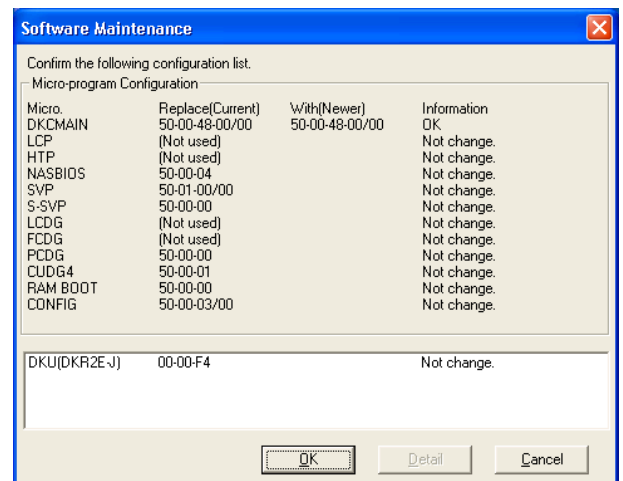 Software Maintenance
Confirm the following configuration list.
Micro-program Configuration
Micro. Replace(Current) With(Newer) Information
DKCMAIN 50-00-48-00/00 50-00-48-00/00 OK
LCP (Not used) Not change.
HTP (Not used) Not change.
NASBIOS 50-00-04 Not change.
SVP 50-01-00/00 Not change.
S-SVP 50-00-00 Not change.
LCDG (Not used) Not change.
FCDG (Not used) Not change.
PCDG 50-00-00 Not change.
CUDG4 50-00-01 Not change.
RAM BOOT 50-00-00 Not change.
CONFIG 50-00-03/00 Not change.
DKU(DKR2E-J) 00-00-F4 Not change.
OK Detail Cancel